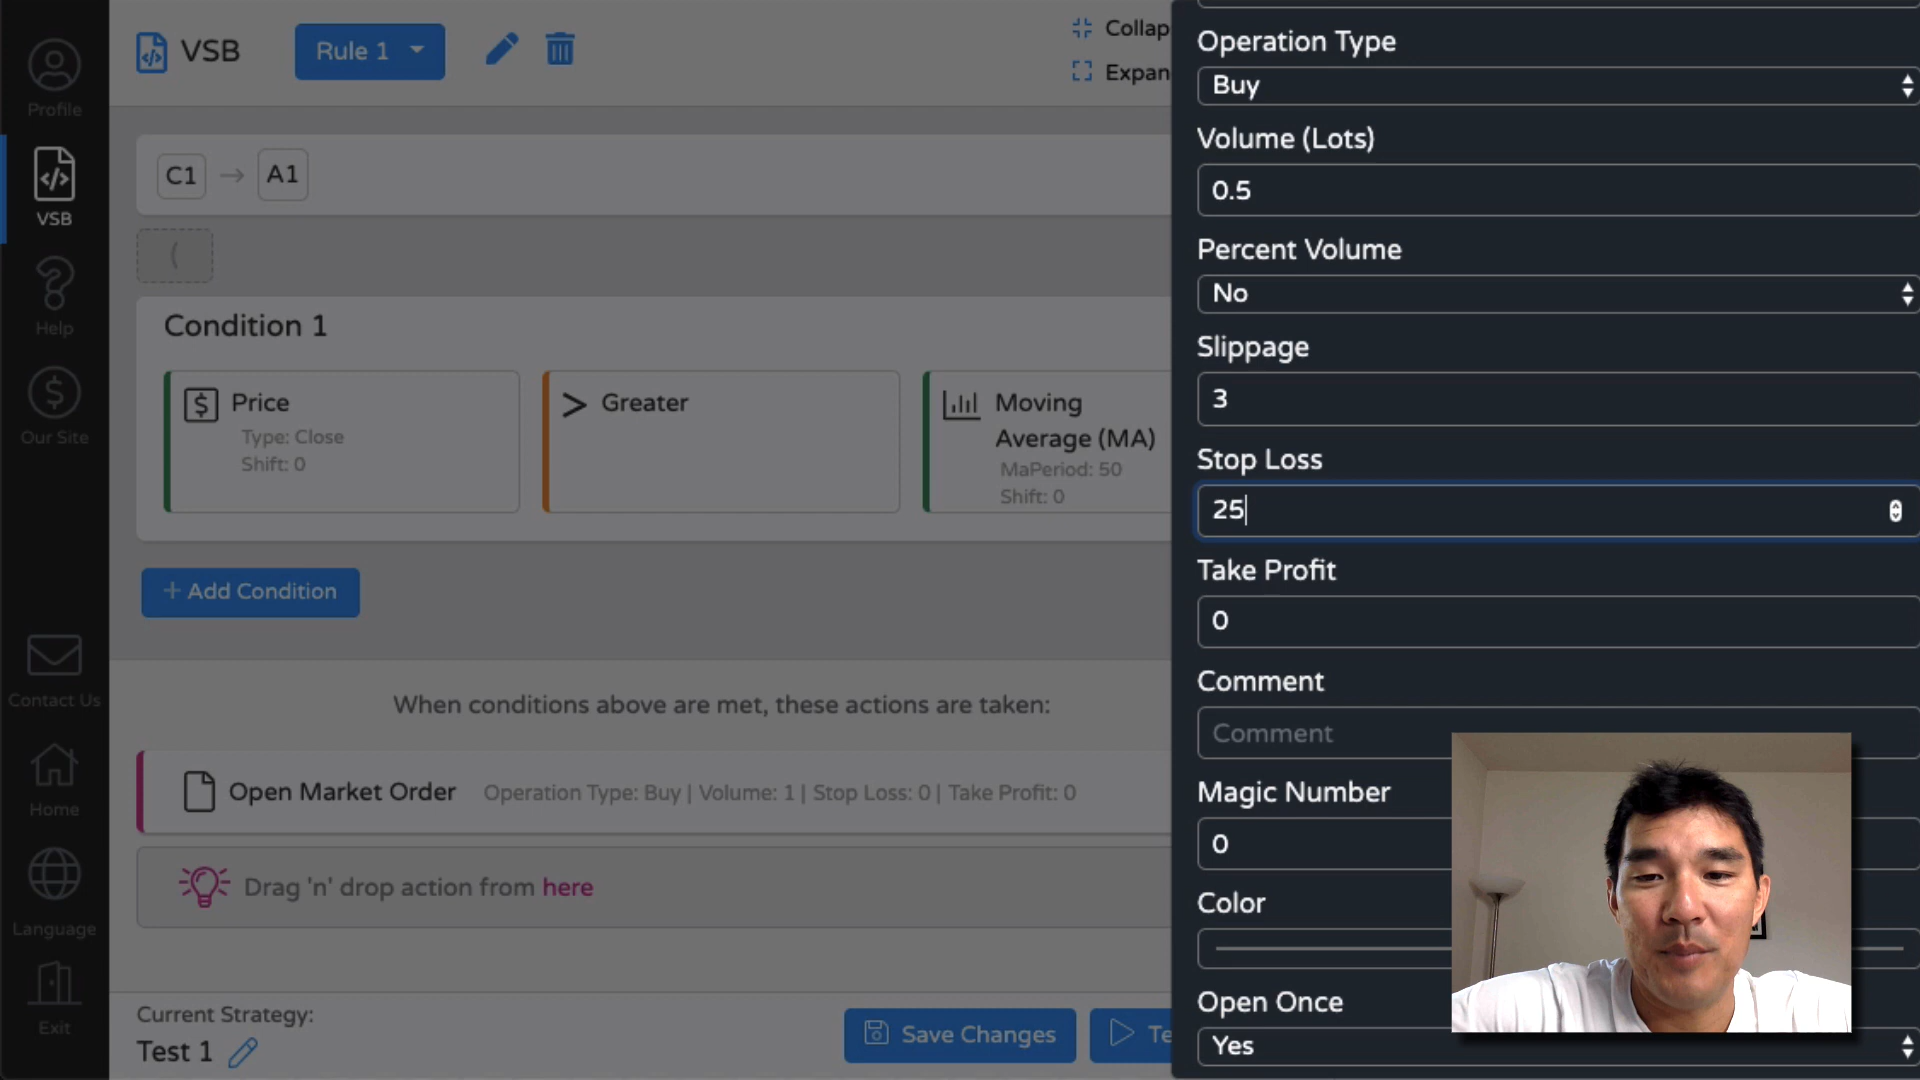 Profile
VSB
Help
Our Site
Contact Us
Home
Language
Exit
VSB
Rule 1
Collap
Expan
C1 → A1
(
Condition 1
Price
Type: Close
Shift: 0
> Greater
Moving
Average (MA)
MaPeriod: 50
Shift: 0
+ Add Condition
When conditions above are met, these actions are taken:
Open Market Order Operation Type: Buy | Volume: 1 | Stop Loss: 0 | Take Profit: 0
Drag 'n' drop action from here
Current Strategy:
Test 1
Save Changes
Te
Operation Type
Buy
Volume (Lots)
0.5
Percent Volume
No
Slippage
3
Stop Loss
25
Take Profit
0
Comment
Comment
Magic Number
0
Color
Open Once
Yes